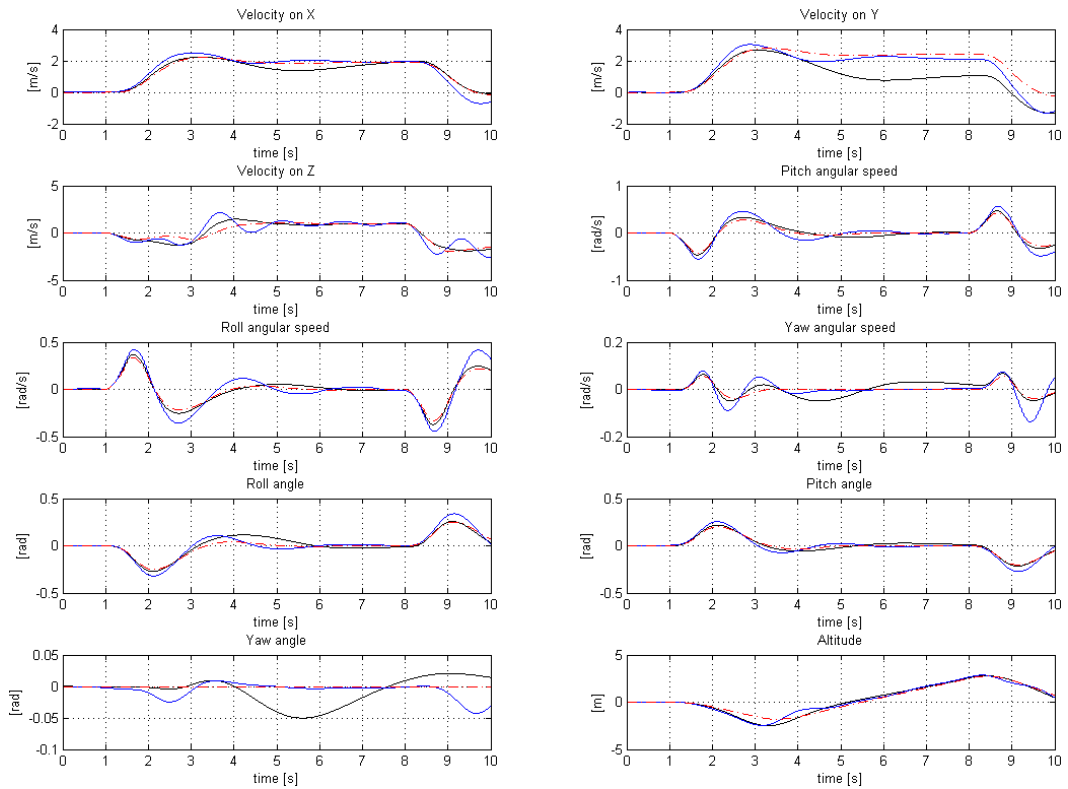 Velocity on X
[m/s]
4
2
0
-2
0 1 2 3 4 5 6 7 8 9 10
time [s]
Velocity on Y
[m/s]
4
2
0
-2
0 1 2 3 4 5 6 7 8 9 10
time [s]
Velocity on Z
[m/s]
5
0
-5
0 1 2 3 4 5 6 7 8 9 10
time [s]
Pitch angular speed
[rad/s]
1
0
-1
0 1 2 3 4 5 6 7 8 9 10
time [s]
Roll angular speed
[rad/s]
0.5
0
-0.5
0 1 2 3 4 5 6 7 8 9 10
time [s]
Yaw angular speed
[rad/s]
0.2
0
-0.2
0 1 2 3 4 5 6 7 8 9 10
time [s]
Roll angle
[rad]
0.5
0
-0.5
0 1 2 3 4 5 6 7 8 9 10
time [s]
Pitch angle
[rad]
0.5
0
-0.5
0 1 2 3 4 5 6 7 8 9 10
time [s]
Yaw angle
[rad]
0.05
0
-0.05
-0.1
0 1 2 3 4 5 6 7 8 9 10
time [s]
Altitude
[m]
5
0
-5
0 1 2 3 4 5 6 7 8 9 10
time [s]